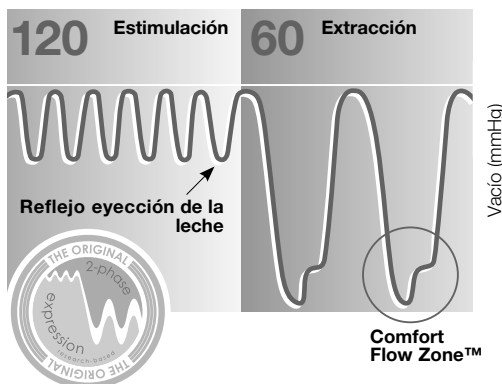 120 Estimulación
60 Extracción
Vacío (mmHg)
Reflejo eyección de la
leche
THE ORIGINAL
2-phase
expression
research-based
THE ORIGINAL
Comfort
Flow Zone™